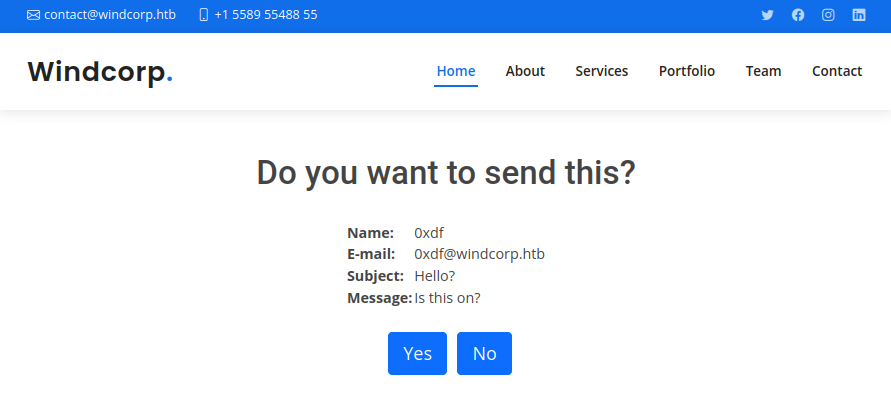 contact@windcorp.htb +1 5589 55488 55
Windcorp. Home About Services Portfolio Team Contact
Do you want to send this?
Name: 0xdf
E-mail: 0xdf@windcorp.htb
Subject: Hello?
Message: Is this on?
Yes No